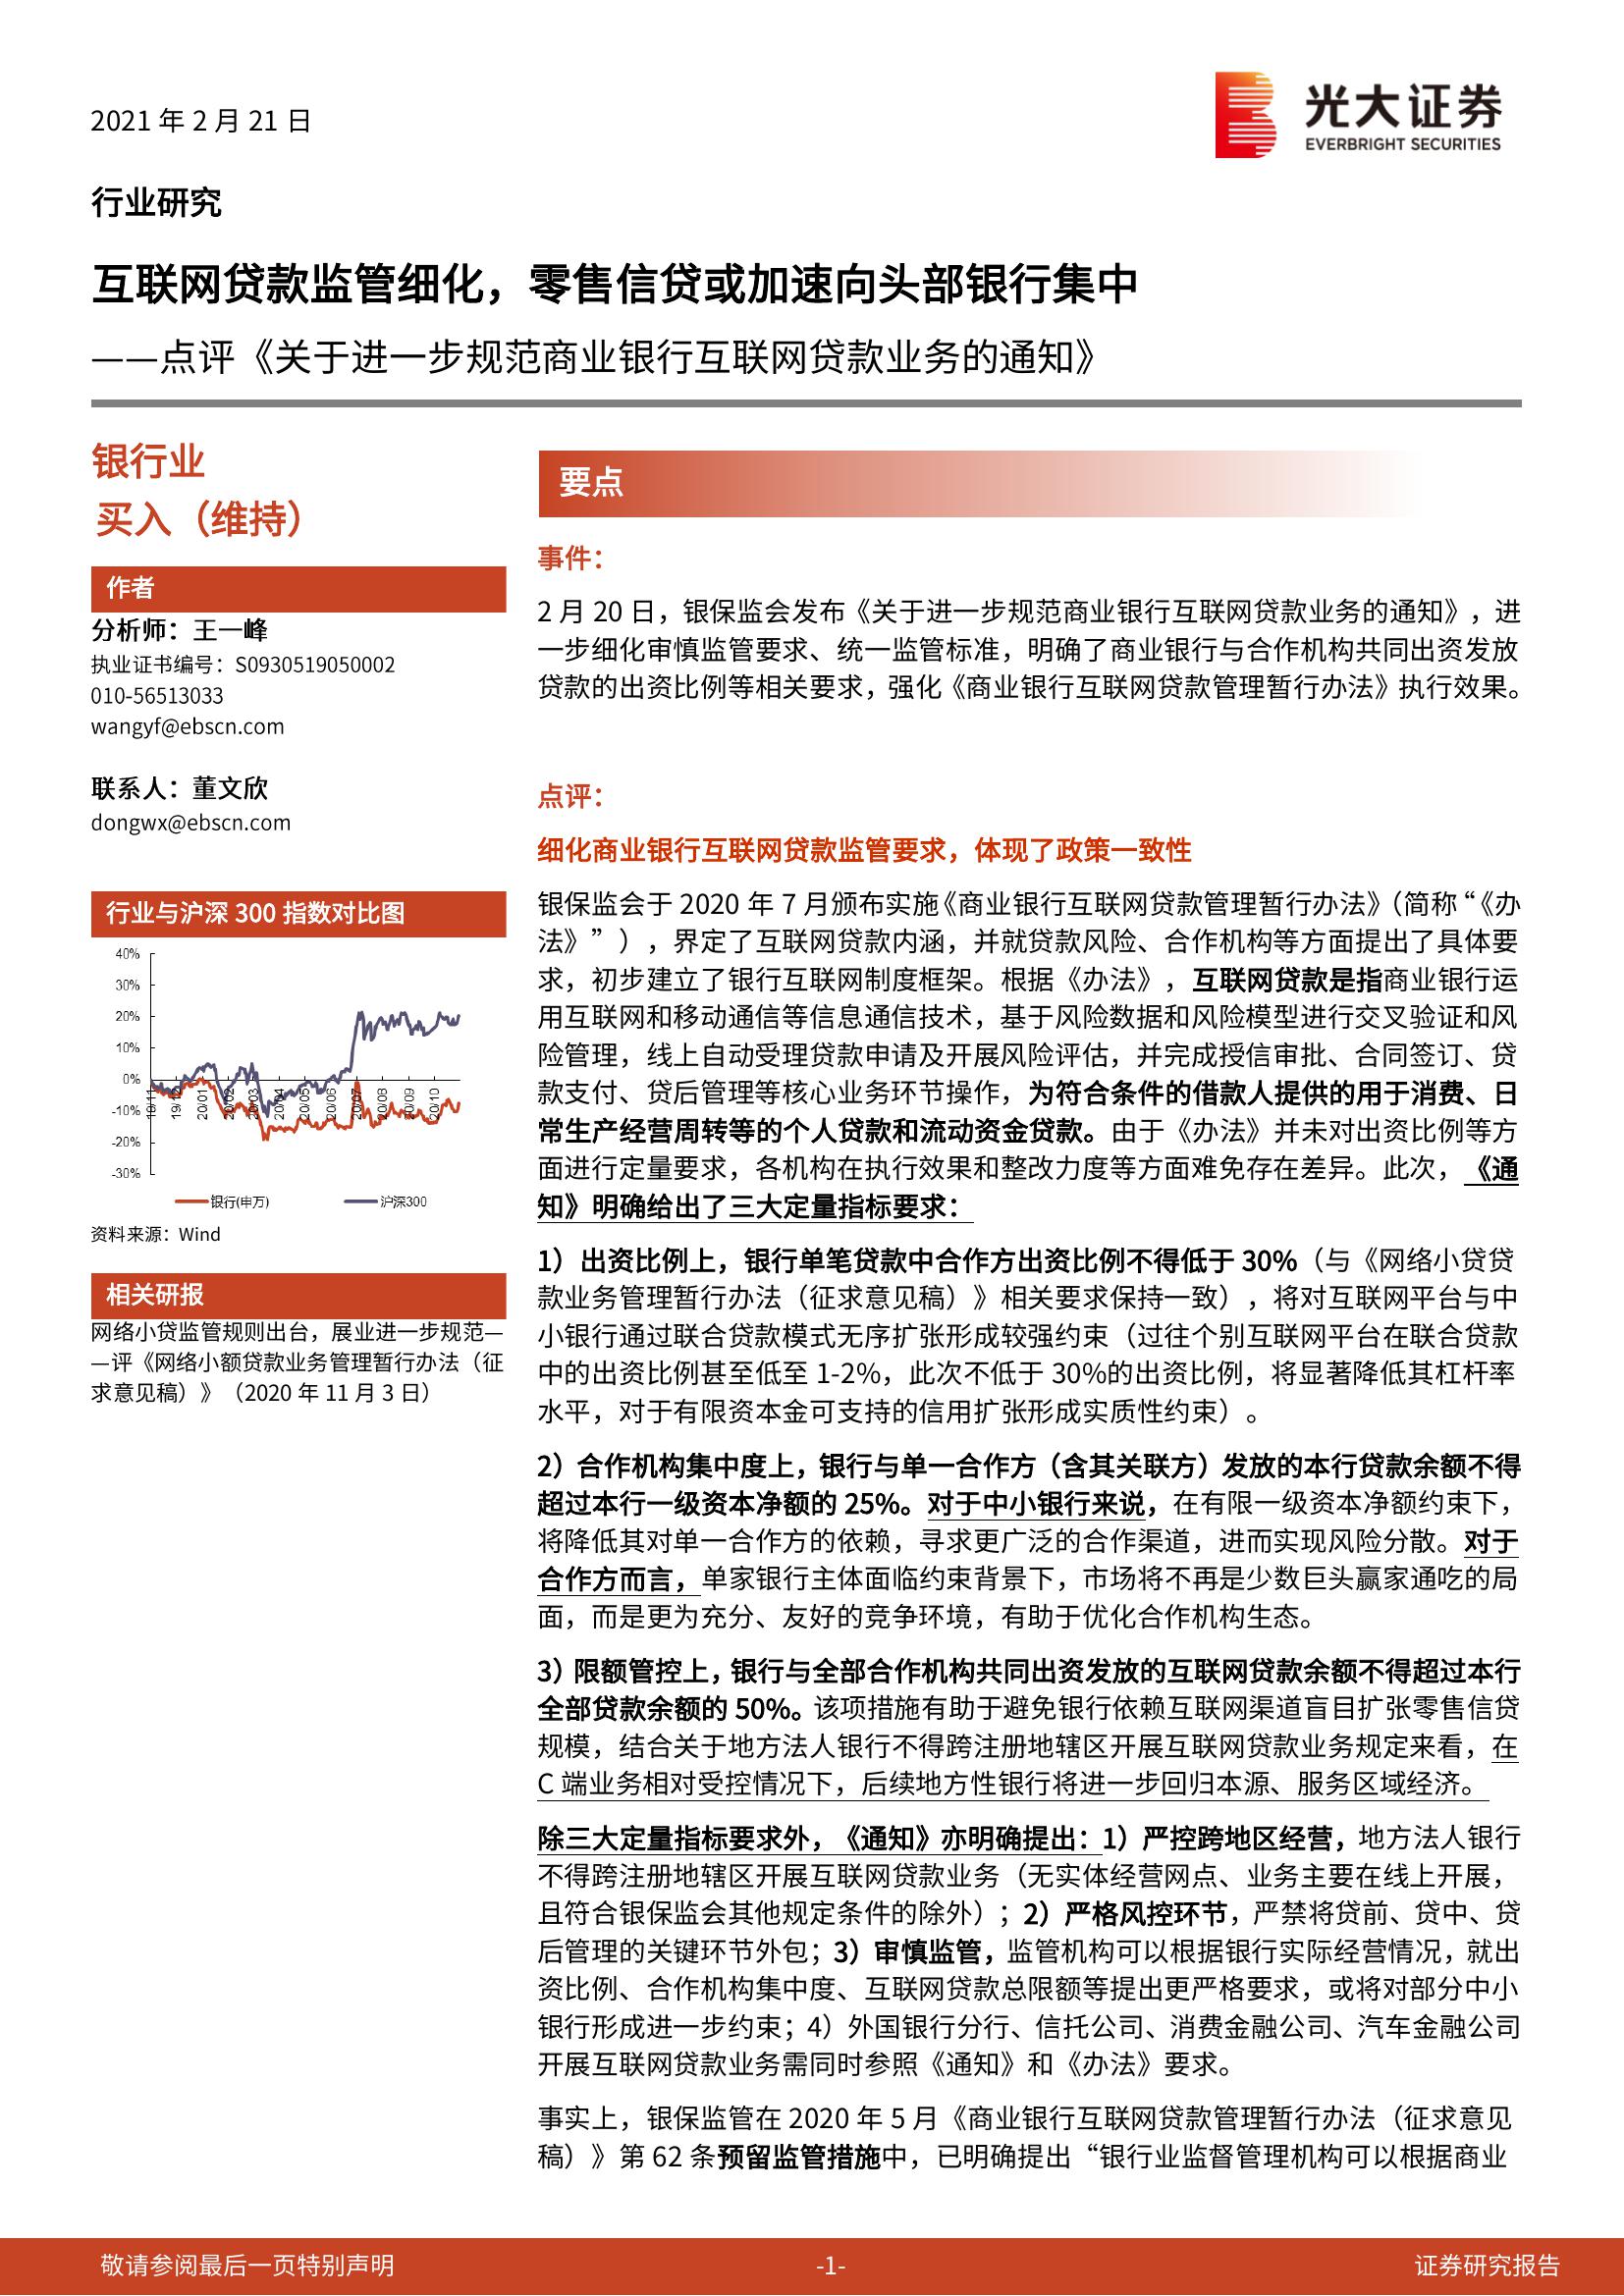 2021 年 2 月 21 日
光大证券
EVERBRIGHT SECURITIES
行业研究
互联网贷款监管细化，零售信贷或加速向头部银行集中
——点评《关于进一步规范商业银行互联网贷款业务的通知》
银行业
买入（维持）
作者
分析师：王一峰
执业证书编号：S0930519050002
010-56513033
wangyf@ebscn.com
联系人：董文欣
dongwx@ebscn.com
行业与沪深 300 指数对比图
40%
30%
20%
10%
0%
-10%
-20%
-30%
19/11
19/12
20/01
20/02
20/03
20/04
20/05
20/06
20/07
20/08
20/09
20/10
银行(申万)
沪深300
资料来源：Wind
相关研报
网络小贷监管规则出台，展业进一步规范—
—评《网络小额贷款业务管理暂行办法（征
求意见稿）》（2020 年 11 月 3 日）
要点
事件：
2 月 20 日，银保监会发布《关于进一步规范商业银行互联网贷款业务的通知》，进
一步细化审慎监管要求、统一监管标准，明确了商业银行与合作机构共同出资发放
贷款的出资比例等相关要求，强化《商业银行互联网贷款管理暂行办法》执行效果。
点评：
细化商业银行互联网贷款监管要求，体现了政策一致性
银保监会于 2020 年 7 月颁布实施《商业银行互联网贷款管理暂行办法》（简称“《办
法》”），界定了互联网贷款内涵，并就贷款风险、合作机构等方面提出了具体要
求，初步建立了银行互联网制度框架。根据《办法》，互联网贷款是指商业银行运
用互联网和移动通信等信息通信技术，基于风险数据和风险模型进行交叉验证和风
险管理，线上自动受理贷款申请及开展风险评估，并完成授信审批、合同签订、贷
款支付、贷后管理等核心业务环节操作，为符合条件的借款人提供的用于消费、日
常生产经营周转等的个人贷款和流动资金贷款。由于《办法》并未对出资比例等方
面进行定量要求，各机构在执行效果和整改力度等方面难免存在差异。此次，《通
知》明确给出了三大定量指标要求：
1）出资比例上，银行单笔贷款中合作方出资比例不得低于 30%（与《网络小贷贷
款业务管理暂行办法（征求意见稿）》相关要求保持一致），将对互联网平台与中
小银行通过联合贷款模式无序扩张形成较强约束（过往个别互联网平台在联合贷款
中的出资比例甚至低至 1-2%，此次不低于 30%的出资比例，将显著降低其杠杆率
水平，对于有限资本金可支持的信用扩张形成实质性约束）。
2）合作机构集中度上，银行与单一合作方（含其关联方）发放的本行贷款余额不得
超过本行一级资本净额的 25%。对于中小银行来说，在有限一级资本净额约束下，
将降低其对单一合作方的依赖，寻求更广泛的合作渠道，进而实现风险分散。对于
合作方而言，单家银行主体面临约束背景下，市场将不再是少数巨头赢家通吃的局
面，而是更为充分、友好的竞争环境，有助于优化合作机构生态。
3）限额管控上，银行与全部合作机构共同出资发放的互联网贷款余额不得超过本行
全部贷款余额的 50%。该项措施有助于避免银行依赖互联网渠道盲目扩张零售信贷
规模，结合关于地方法人银行不得跨注册地辖区开展互联网贷款业务规定来看，在
C 端业务相对受控情况下，后续地方性银行将进一步回归本源、服务区域经济。
除三大定量指标要求外，《通知》亦明确提出：1）严控跨地区经营，地方法人银行
不得跨注册地辖区开展互联网贷款业务（无实体经营网点、业务主要在线上开展，
且符合银保监会其他规定条件的除外）；2）严格风控环节，严禁将贷前、贷中、贷
后管理的关键环节外包；3）审慎监管，监管机构可以根据银行实际经营情况，就出
资比例、合作机构集中度、互联网贷款总限额等提出更严格要求，或将对部分中小
银行形成进一步约束；4）外国银行分行、信托公司、消费金融公司、汽车金融公司
开展互联网贷款业务需同时参照《通知》和《办法》要求。
事实上，银保监管在 2020 年 5 月《商业银行互联网贷款管理暂行办法（征求意见
稿）》第 62 条预留监管措施中，已明确提出“银行业监督管理机构可以根据商业
敬请参阅最后一页特别声明
-1-
证券研究报告